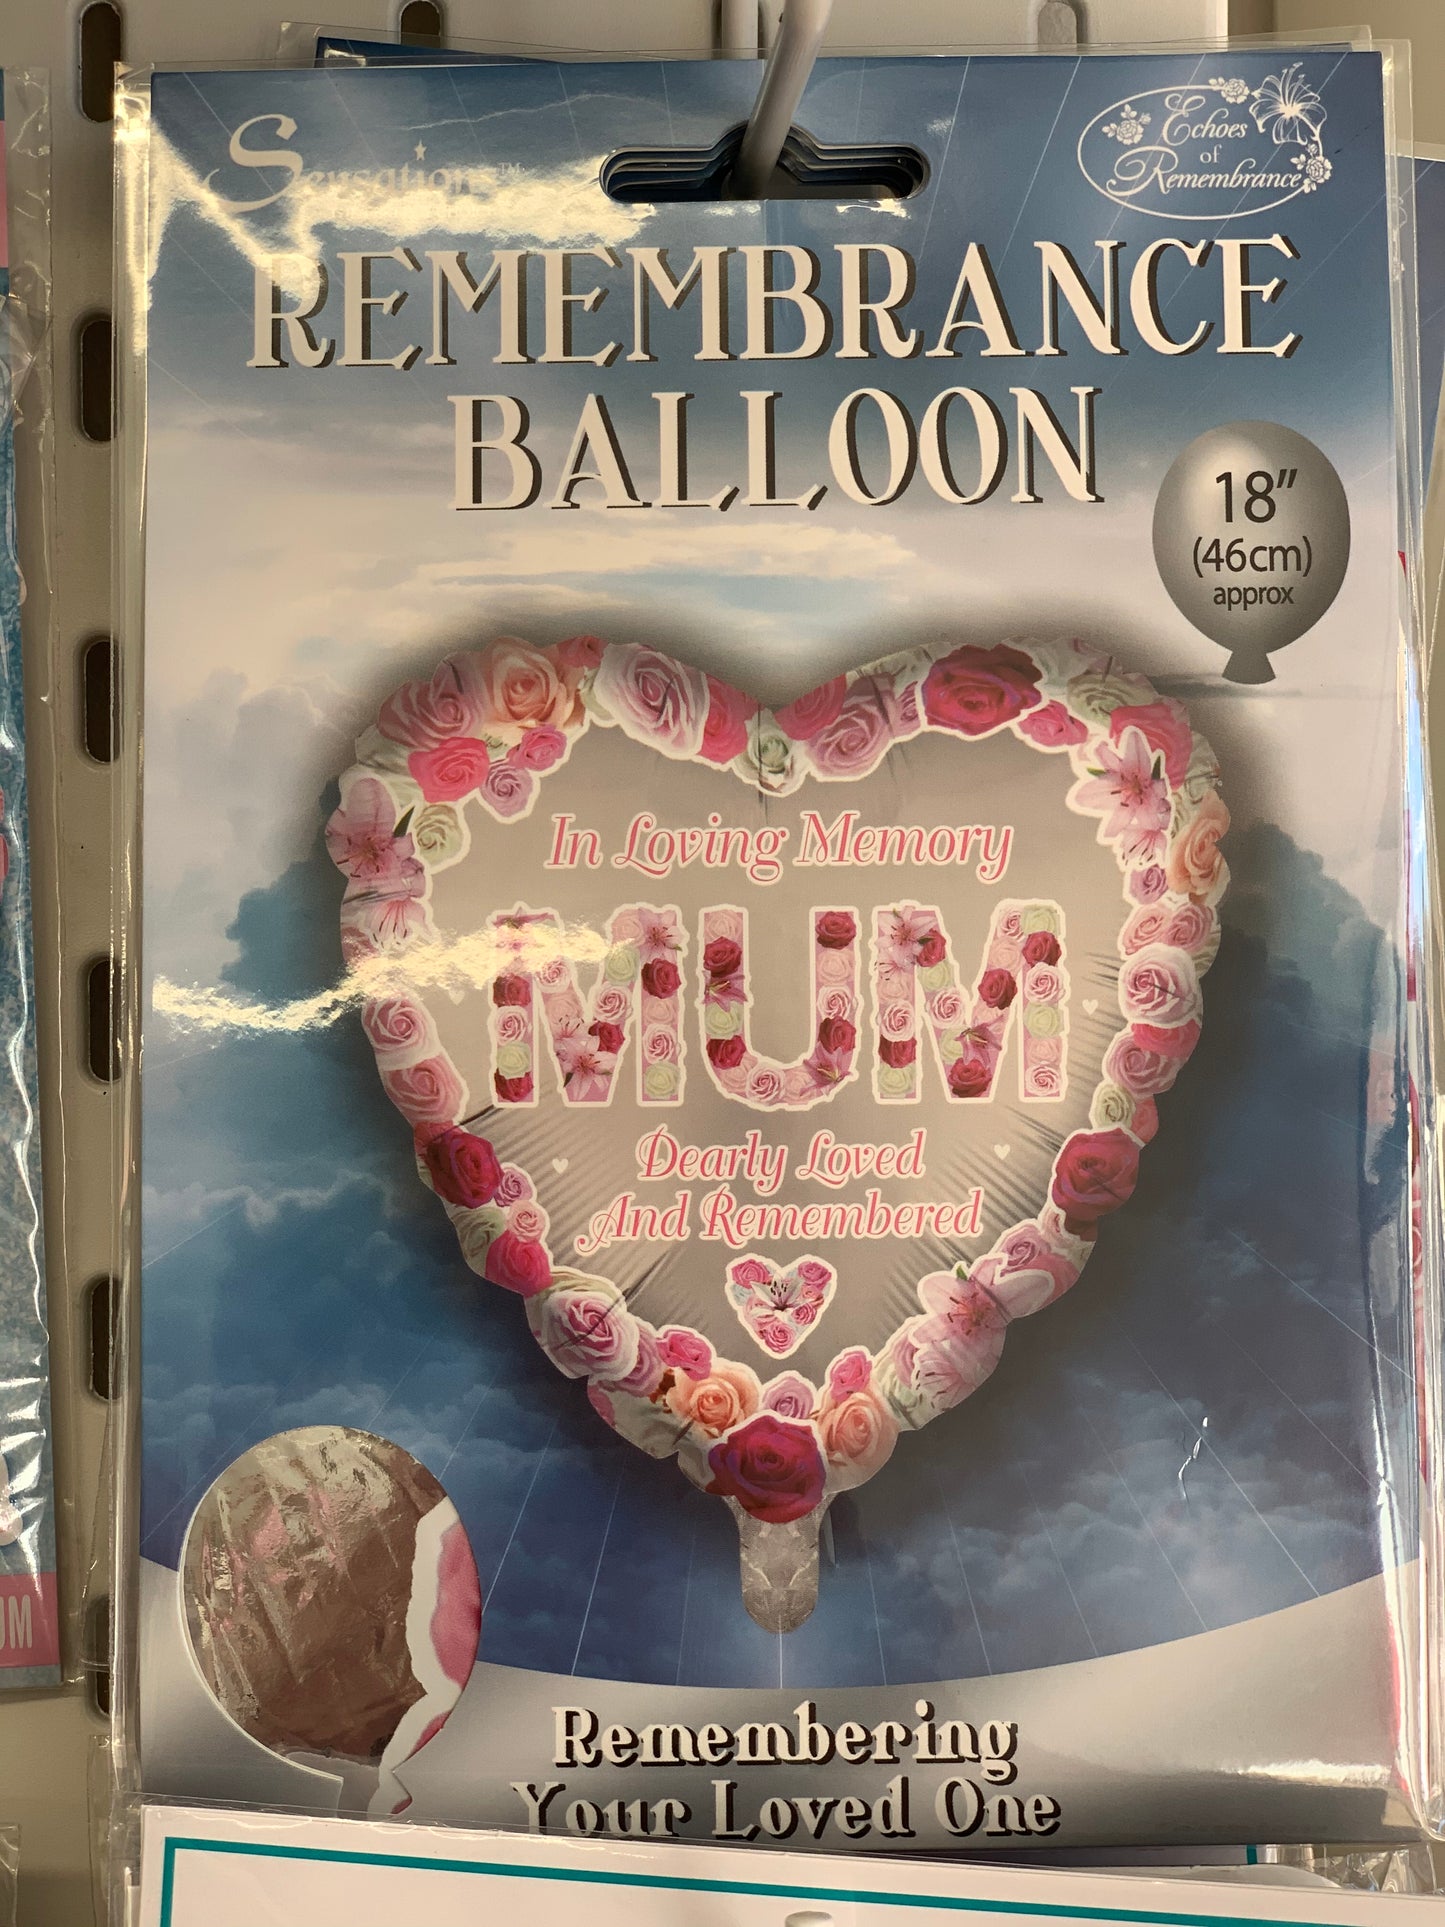 Sensations™
Echoes
of
Remembrance
REMEMBRANCE
BALLOON
18"
(46cm)
approx
In Loving Memory
MUM
Dearly Loved
And Remembered
Remembering
Your Loved One